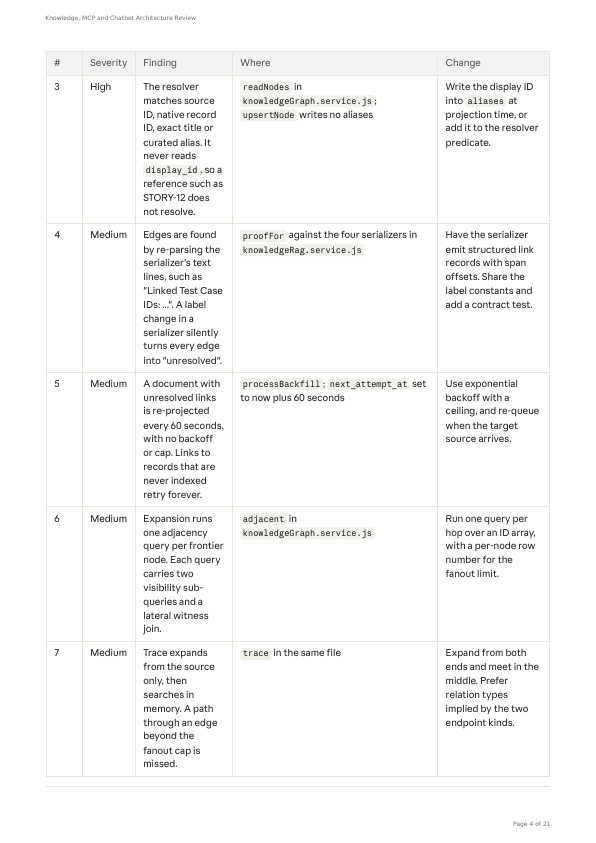 Knowledge, MCP and Chatbot Architecture Review
# Severity Finding Where Change
3 High The resolver matches source ID, native record ID, exact title or curated alias. It never reads display_id, so a reference such as STORY-12 does not resolve. readNodes in knowledgeGraph.service.js; upsertNode writes no aliases Write the display ID into aliases at projection time, or add it to the resolver predicate.
4 Medium Edges are found by re-parsing the serializer's text lines, such as "Linked Test Case IDs: …". A label change in a serializer silently turns every edge into "unresolved". proofFor against the four serializers in knowledgeRag.service.js Have the serializer emit structured link records with span offsets. Share the label constants and add a contract test.
5 Medium A document with unresolved links is re-projected every 60 seconds, with no backoff or cap. Links to records that are never indexed retry forever. processBackfill; next_attempt_at set to now plus 60 seconds Use exponential backoff with a ceiling, and re-queue when the target source arrives.
6 Medium Expansion runs one adjacency query per frontier node. Each query carries two visibility sub-queries and a lateral witness join. adjacent in knowledgeGraph.service.js Run one query per hop over an ID array, with a per-node row number for the fanout limit.
7 Medium Trace expands from the source only, then searches in memory. A path through an edge beyond the fanout cap is missed. trace in the same file Expand from both ends and meet in the middle. Prefer relation types implied by the two endpoint kinds.
Page 4 of 21